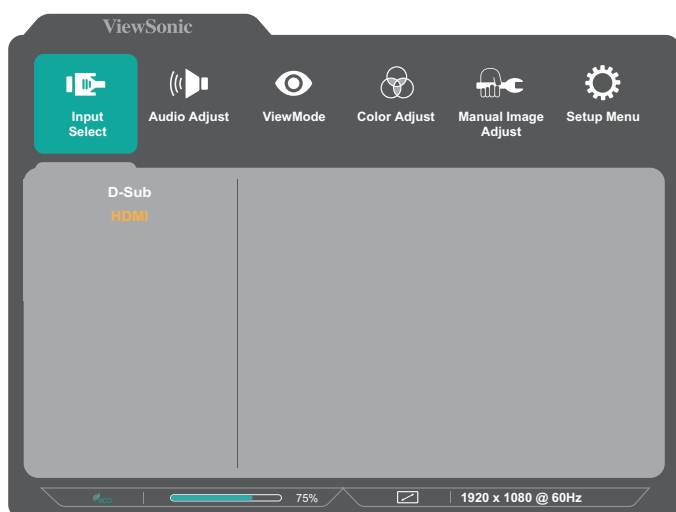 ViewSonic
Input Select
Audio Adjust
ViewMode
Color Adjust
Manual Image Adjust
Setup Menu
D-Sub
HDMI
ECO
75%
1920 x 1080 @ 60Hz